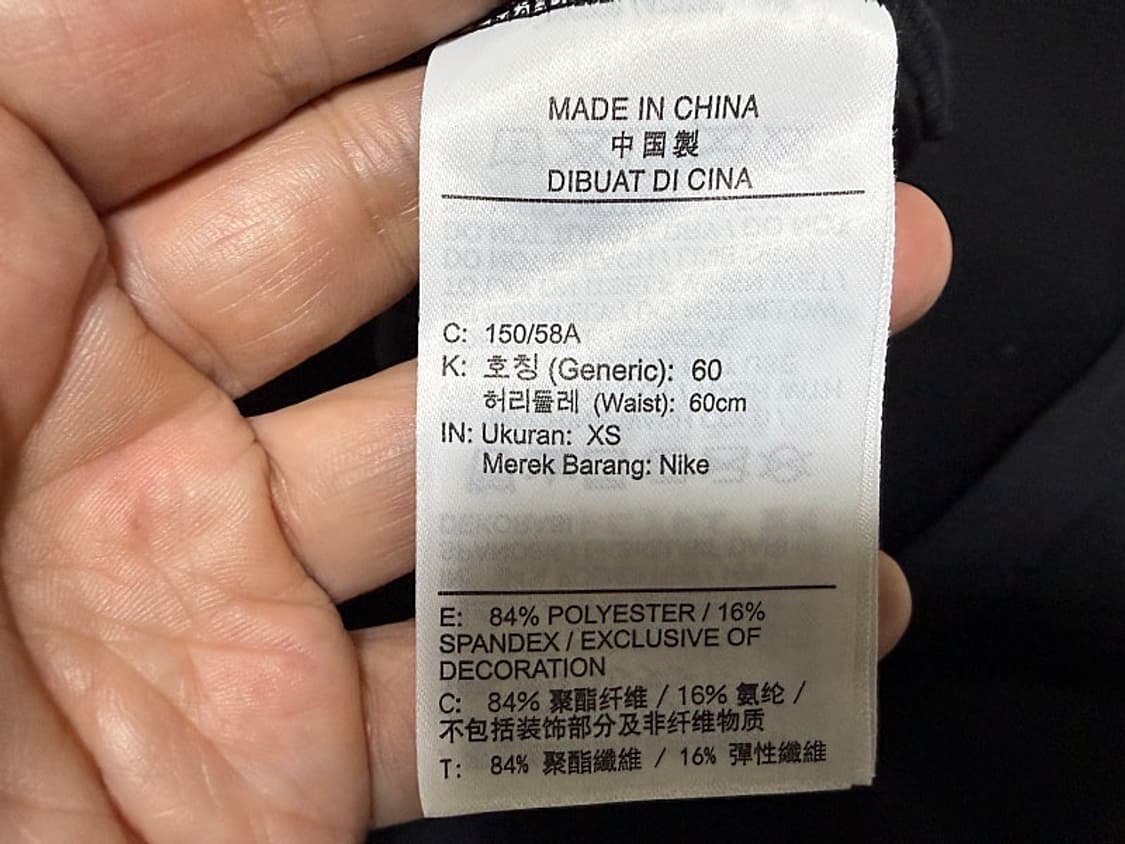 MADE IN CHINA
中国製
DIBUAT DI CINA
C: 150/58A
K: 호칭 (Generic): 60
허리둘레 (Waist): 60cm
IN: Ukuran: XS
Merek Barang: Nike
E: 84% POLYESTER / 16%
SPANDEX / EXCLUSIVE OF
DECORATION
C: 84% 聚酯纤维 / 16% 氨纶 /
不包括装饰部分及非纤维物质
T: 84% 聚酯纖維 / 16% 彈性纖維